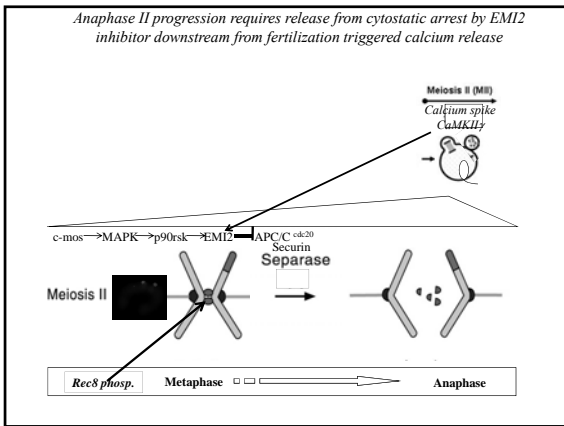 Anaphase II progression requires release from cytostatic arrest by EMI2
inhibitor downstream from fertilization triggered calcium release
Meiosis II (MII)
Calcium spike
CaMKIIγ
c-mos→MAPK→p90rsk→EMI2 APC/C cdc20
Securin
Separase
Meiosis II
Rec8 phosp. Metaphase Anaphase